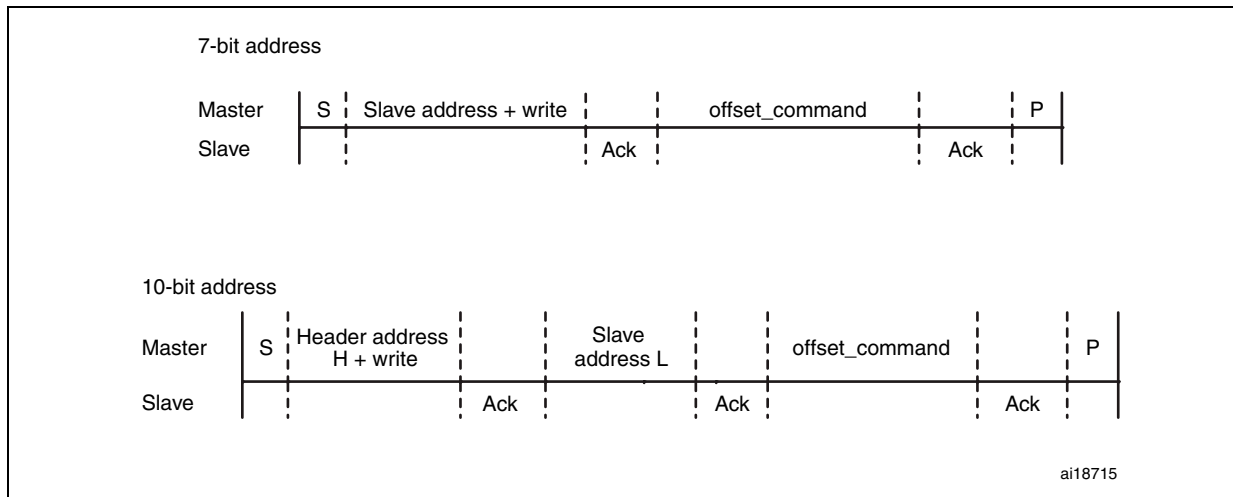 7-bit address
Master S Slave address + write offset_command P
Slave Ack Ack
10-bit address
Master S Header address H + write Slave address L offset_command P
Slave Ack Ack Ack
ai18715